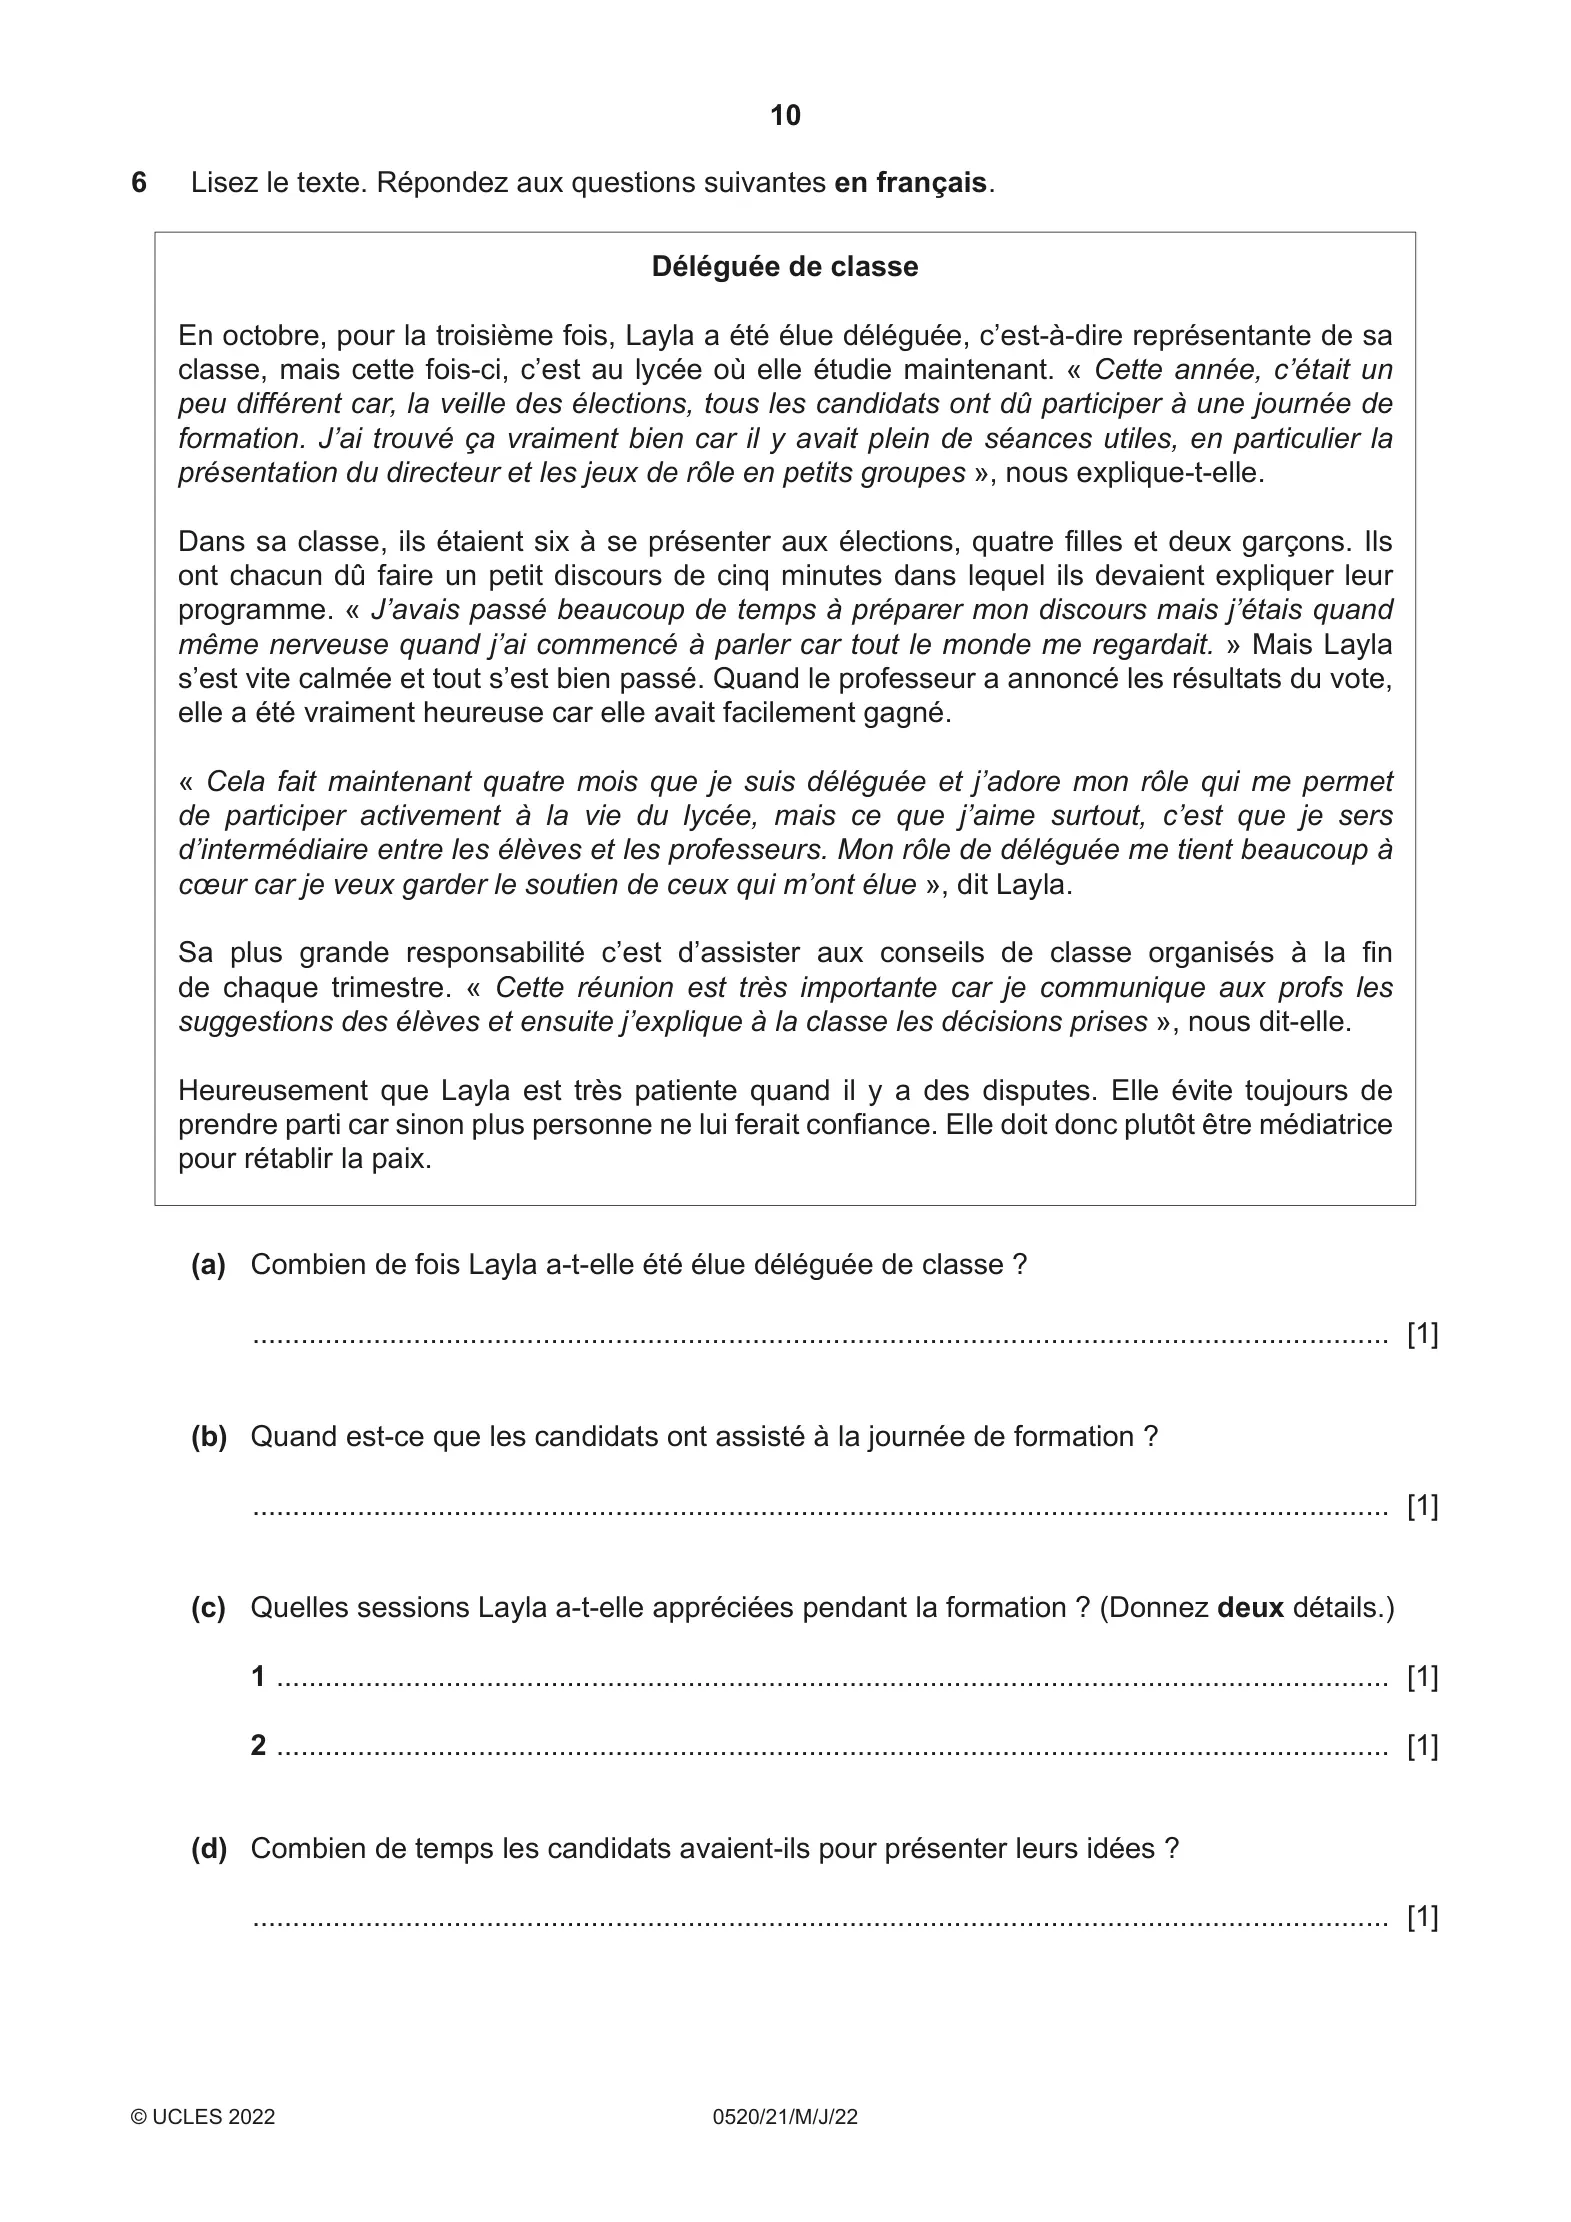 10
6 Lisez le texte. Répondez aux questions suivantes en français.
Déléguée de classe
En octobre, pour la troisième fois, Layla a été élue déléguée, c’est-à-dire représentante de sa
classe, mais cette fois-ci, c’est au lycée où elle étudie maintenant. « Cette année, c’était un
peu différent car, la veille des élections, tous les candidats ont dû participer à une journée de
formation. J’ai trouvé ça vraiment bien car il y avait plein de séances utiles, en particulier la
présentation du directeur et les jeux de rôle en petits groupes », nous explique-t-elle.
Dans sa classe, ils étaient six à se présenter aux élections, quatre filles et deux garçons. Ils
ont chacun dû faire un petit discours de cinq minutes dans lequel ils devaient expliquer leur
programme. « J’avais passé beaucoup de temps à préparer mon discours mais j’étais quand
même nerveuse quand j’ai commencé à parler car tout le monde me regardait. » Mais Layla
s’est vite calmée et tout s’est bien passé. Quand le professeur a annoncé les résultats du vote,
elle a été vraiment heureuse car elle avait facilement gagné.
« Cela fait maintenant quatre mois que je suis déléguée et j’adore mon rôle qui me permet
de participer activement à la vie du lycée, mais ce que j’aime surtout, c’est que je sers
d’intermédiaire entre les élèves et les professeurs. Mon rôle de déléguée me tient beaucoup à
cœur car je veux garder le soutien de ceux qui m’ont élue », dit Layla.
Sa plus grande responsabilité c’est d’assister aux conseils de classe organisés à la fin
de chaque trimestre. « Cette réunion est très importante car je communique aux profs les
suggestions des élèves et ensuite j’explique à la classe les décisions prises », nous dit-elle.
Heureusement que Layla est très patiente quand il y a des disputes. Elle évite toujours de
prendre parti car sinon plus personne ne lui ferait confiance. Elle doit donc plutôt être médiatrice
pour rétablir la paix.
(a) Combien de fois Layla a-t-elle été élue déléguée de classe ?
[1]
(b) Quand est-ce que les candidats ont assisté à la journée de formation ?
[1]
(c) Quelles sessions Layla a-t-elle appréciées pendant la formation ? (Donnez deux détails.)
1 [1]
2 [1]
(d) Combien de temps les candidats avaient-ils pour présenter leurs idées ?
[1]
© UCLES 2022 0520/21/M/J/22